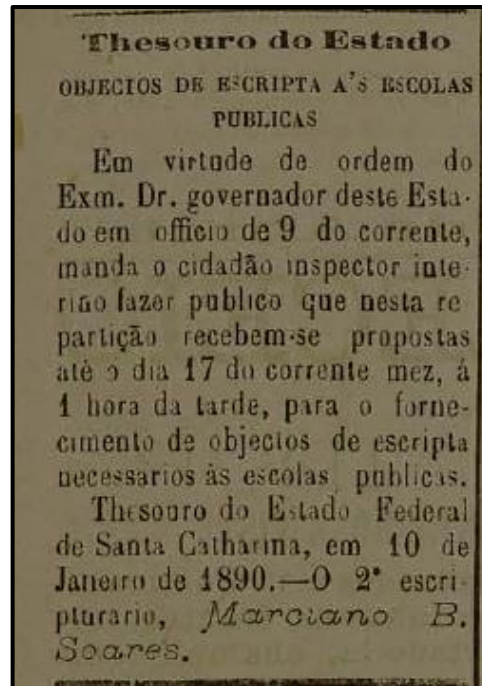 Thesouro do Estado
OBJECTOS DE ESCRIPTA A'S ESCOLAS
PUBLICAS
Em virtude de ordem do
Exm. Dr. governador deste Esta-
do em officio de 9 do corrente,
manda o cidadão inspector inte-
rino fazer publico que nesta re
partição recebem-se propostas
até o dia 17 do corrente mez, á
1 hora da tarde, para o forne-
cimento de objectos de escripta
necessarios ás escolas publicas.
Thesouro do Estado Federal
de Santa Catharina, em 10 de
Janeiro de 1890.—O 2º escri-
pturario, Marciano B.
Soares.